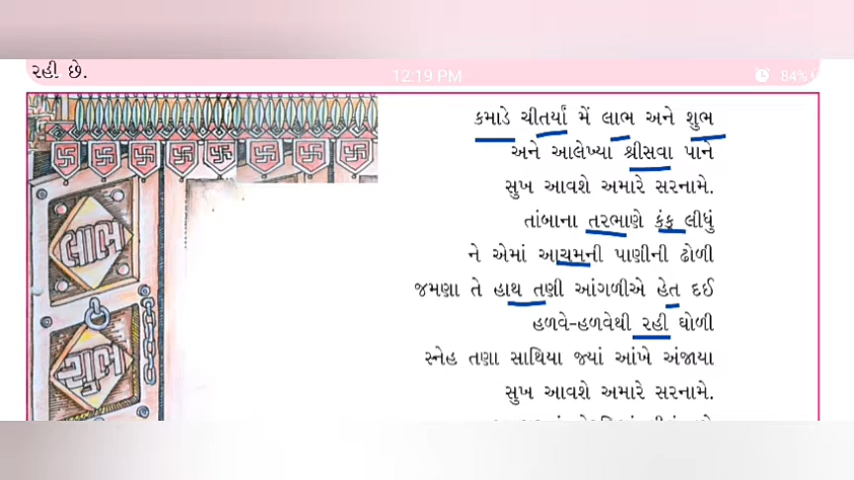 રહી છે.
12:19 PM
84%
કમાડે ચીતર્યાં મેં લાભ અને શુભ
અને આલેખ્યા શ્રીસવા પાને
સુખ આવશે અમારે સરનામે.
તાંબાના તરભાણે કંકુ લીધું
ને એમાં આચમની પાણીની ઢોળી
જમણા તે હાથ તણી આંગળીએ હેત દઈ
હળવે-હળવેથી રહી ઘોળી
સ્નેહ તણા સાથિયા જ્યાં આંખે અંજાયા
સુખ આવશે અમારે સરનામે.
લાભ
શુભ